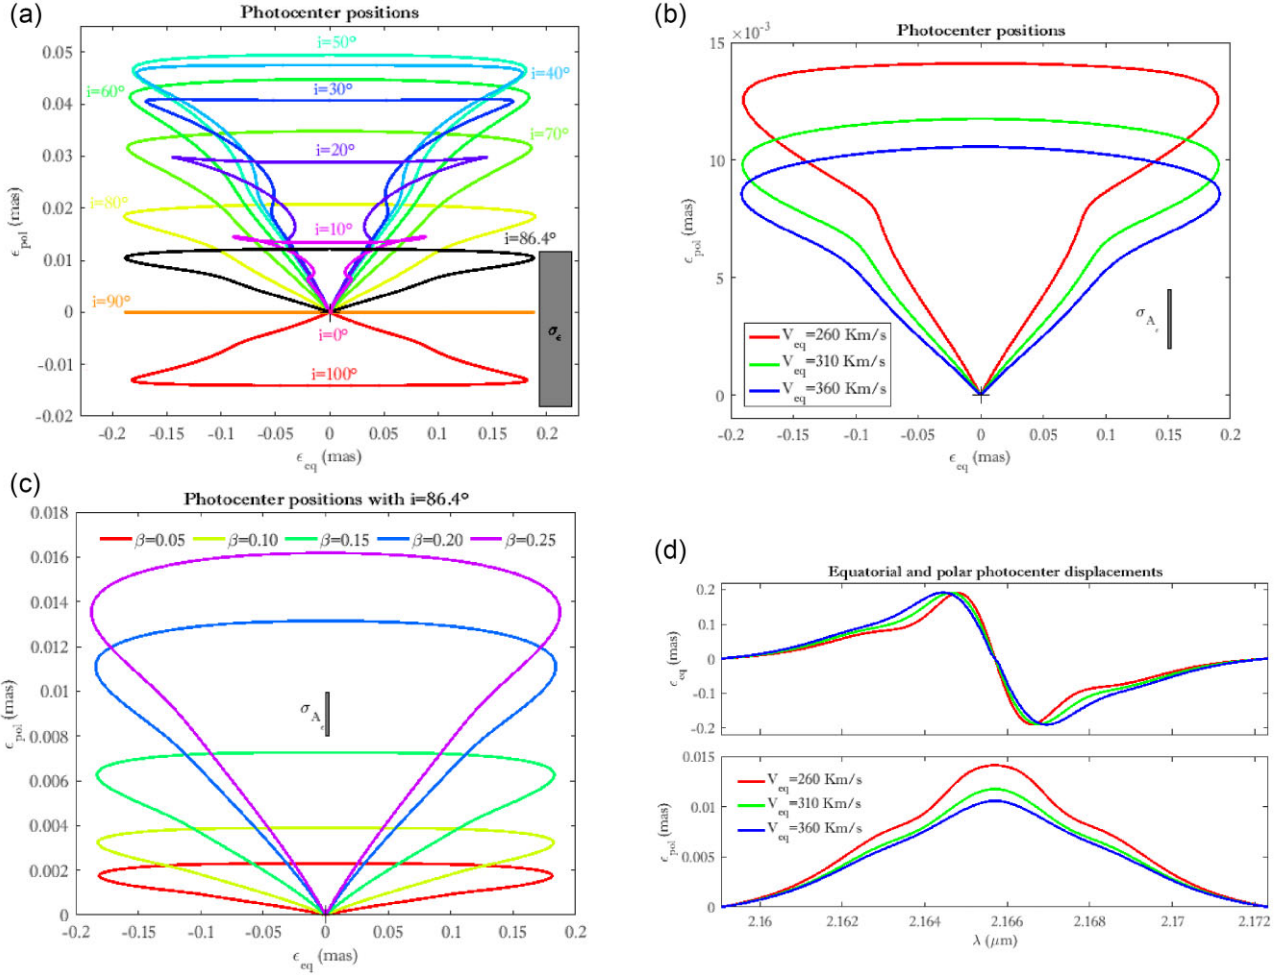 (a)
Photocenter positions
ϵpol (mas)
0.05
0.04
0.03
0.02
0.01
0
-0.01
-0.02
i=50°
i=40°
i=60°
i=30°
i=70°
i=20°
i=80°
i=10°
i=86.4°
i=90°
i=0°
i=100°
σϵ
-0.2 -0.15 -0.1 -0.05 0 0.05 0.1 0.15 0.2
ϵeq (mas)
(b)
×10⁻³
Photocenter positions
ϵpol (mas)
15
10
5
0
σAϵ
Veq=260 Km/s
Veq=310 Km/s
Veq=360 Km/s
-0.2 -0.15 -0.1 -0.05 0 0.05 0.1 0.15 0.2
ϵeq (mas)
(c)
Photocenter positions with i=86.4°
ϵpol (mas)
0.018
0.016
0.014
0.012
0.01
0.008
0.006
0.004
0.002
0
β=0.05 β=0.10 β=0.15 β=0.20 β=0.25
σAϵ
-0.2 -0.15 -0.1 -0.05 0 0.05 0.1 0.15 0.2
ϵeq (mas)
(d)
Equatorial and polar photocenter displacements
ϵeq (mas)
0.2
0.1
0
-0.1
-0.2
ϵpol (mas)
0.015
0.01
0.005
0
Veq=260 Km/s
Veq=310 Km/s
Veq=360 Km/s
2.16 2.162 2.164 2.166 2.168 2.17 2.172
λ (μm)